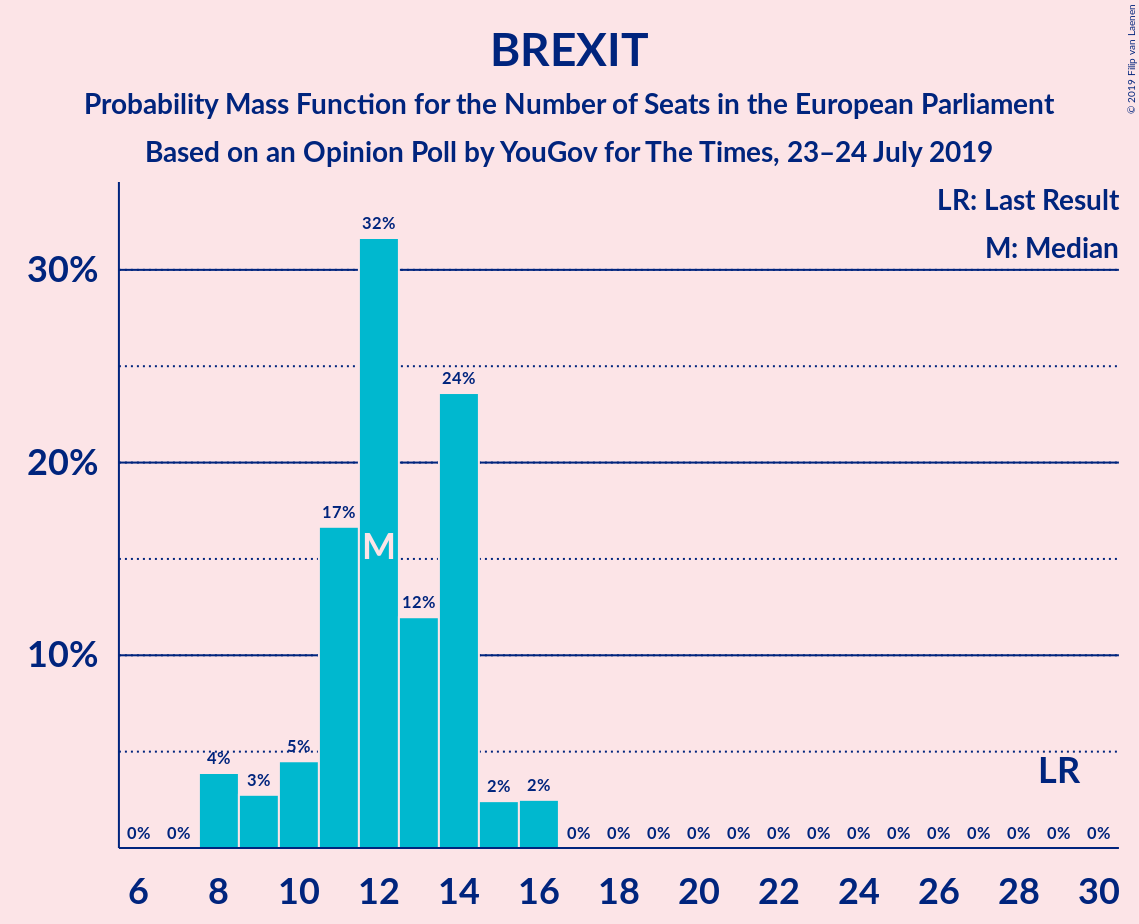 BREXIT
Probability Mass Function for the Number of Seats in the European Parliament
Based on an Opinion Poll by YouGov for The Times, 23–24 July 2019
© 2019 Filip van Laenen
LR: Last Result
M: Median
30%
20%
10%
0% 0% 4% 3% 5% 17% 32% 12% 24% 2% 2% 0% 0% 0% 0% 0% 0% 0% 0% 0% 0% 0% 0% 0% 0%
M
LR
6 8 10 12 14 16 18 20 22 24 26 28 30